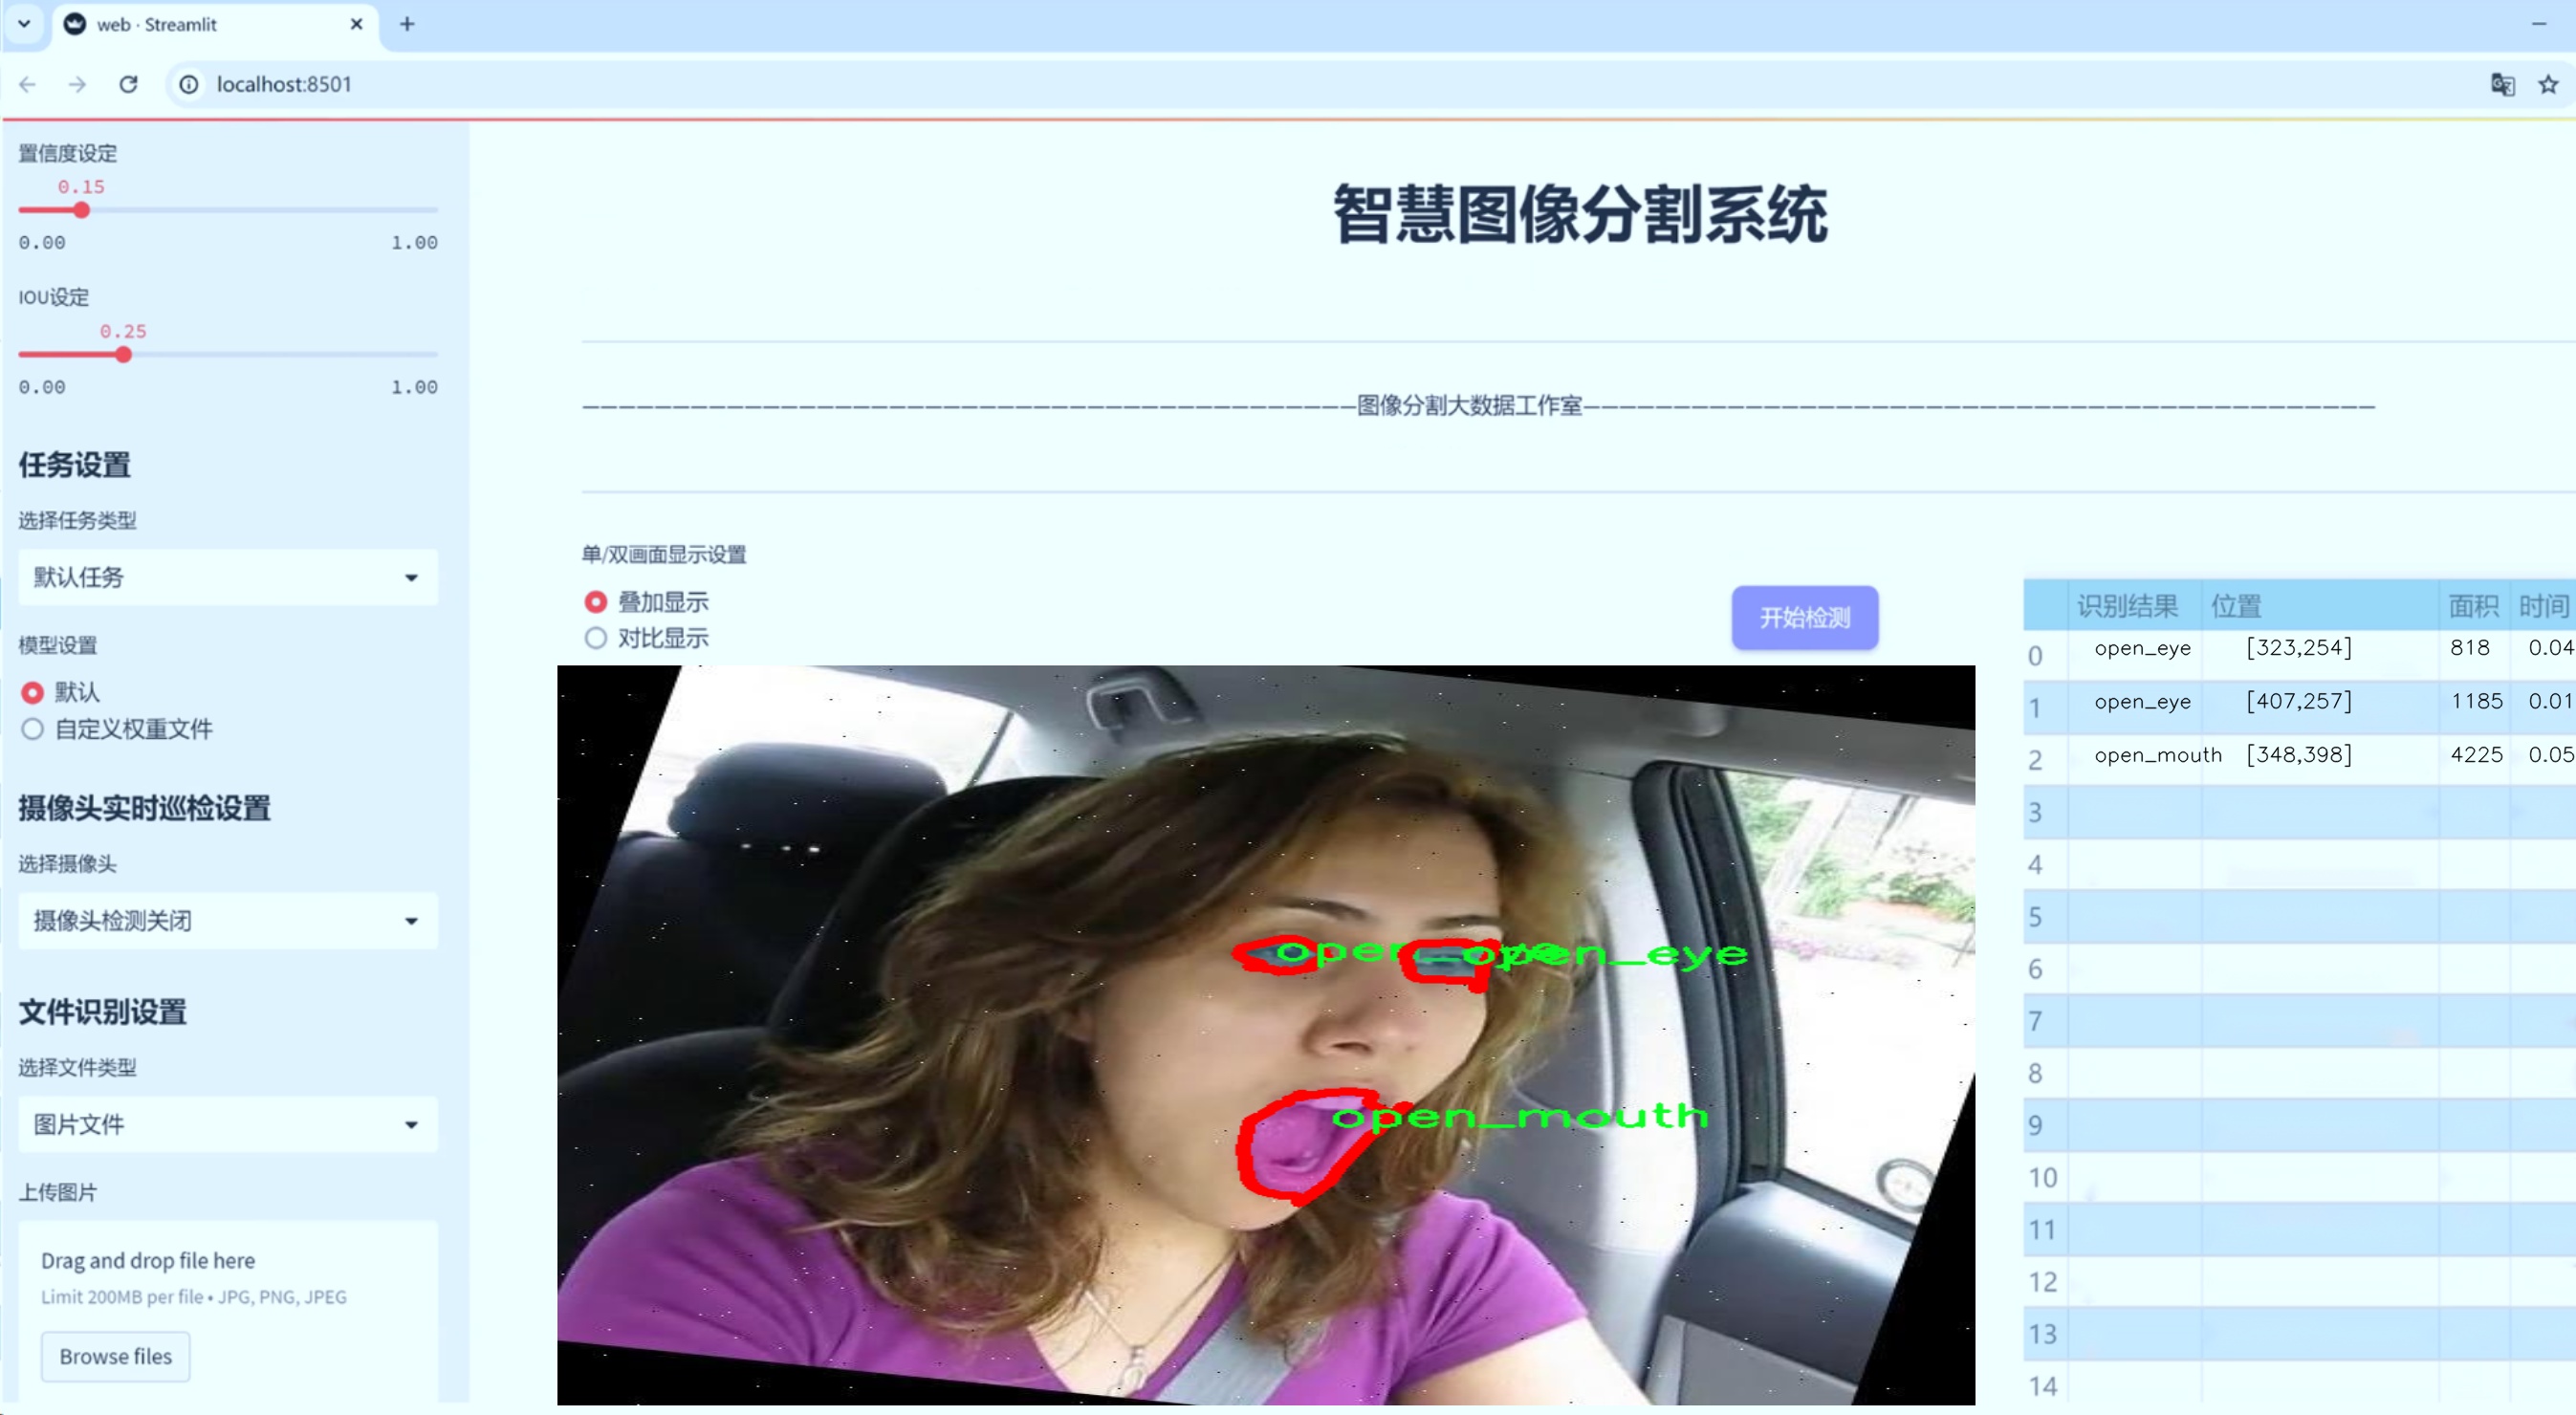 web · Streamlit
localhost:8501
置信度设定
0.15
0.00 1.00
IOU设定
0.25
0.00 1.00
任务设置
选择任务类型
默认任务
模型设置
默认
自定义权重文件
摄像头实时巡检设置
选择摄像头
摄像头检测关闭
文件识别设置
选择文件类型
图片文件
上传图片
Drag and drop file here
Limit 200MB per file • JPG, PNG, JPEG
Browse files
智慧图像分割系统
———————————————————————————————————————————图像分割大数据工作室————————————————————————————————————————————
单/双画面显示设置
叠加显示
对比显示
开始检测
open_eye
open_mouth
识别结果 位置 面积 时间
0 open_eye [323,254] 818 0.04
1 open_eye [407,257] 1185 0.01
2 open_mouth [348,398] 4225 0.05
3
4
5
6
7
8
9
10
11
12
13
14